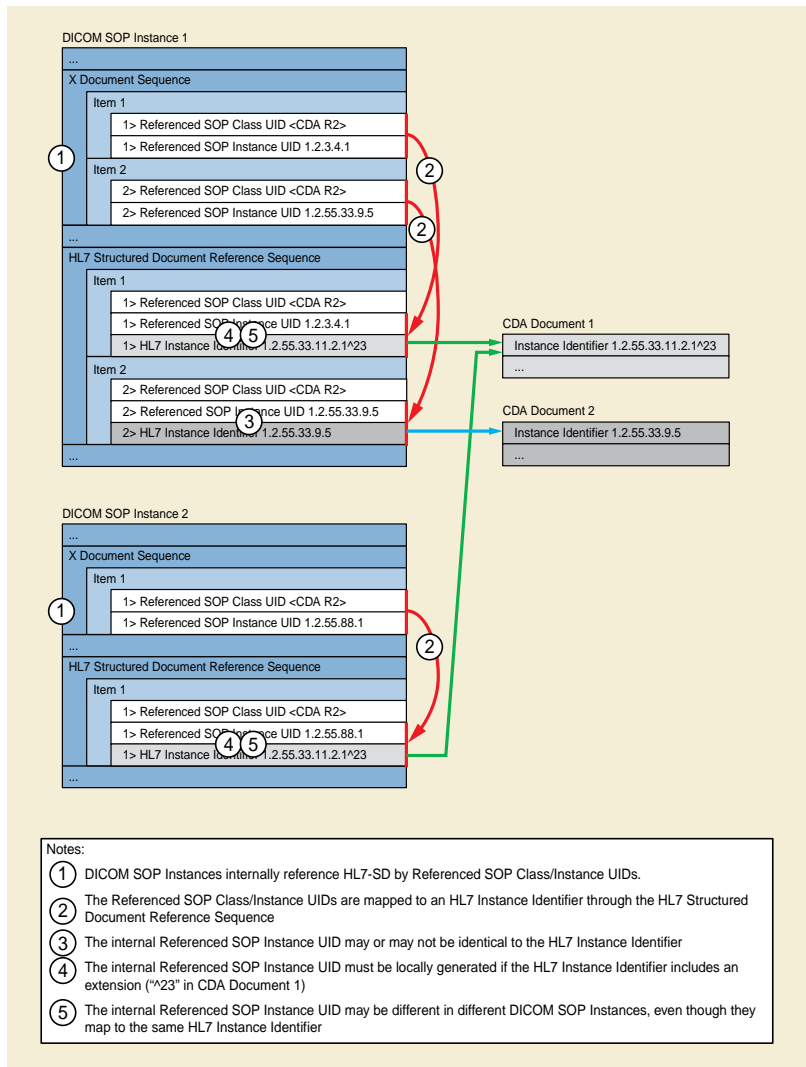 DICOM SOP Instance 1
...
X Document Sequence
Item 1
1> Referenced SOP Class UID <CDA R2>
1> Referenced SOP Instance UID 1.2.3.4.1
1
Item 2
2
2> Referenced SOP Class UID <CDA R2>
2> Referenced SOP Instance UID 1.2.55.33.9.5
2
...
HL7 Structured Document Reference Sequence
Item 1
1> Referenced SOP Class UID <CDA R2>
1> Referenced SOP Instance UID 1.2.3.4.1
4 5
1> HL7 Instance Identifier 1.2.55.33.11.2.1^23
Item 2
2> Referenced SOP Class UID <CDA R2>
2> Referenced SOP Instance UID 1.2.55.33.9.5
3
2> HL7 Instance Identifier 1.2.55.33.9.5
...
CDA Document 1
Instance Identifier 1.2.55.33.11.2.1^23
...
CDA Document 2
Instance Identifier 1.2.55.33.9.5
...
DICOM SOP Instance 2
...
X Document Sequence
Item 1
1> Referenced SOP Class UID <CDA R2>
1
1> Referenced SOP Instance UID 1.2.55.88.1
...
2
HL7 Structured Document Reference Sequence
Item 1
1> Referenced SOP Class UID <CDA R2>
1> Referenced SOP Instance UID 1.2.55.88.1
4 5
1> HL7 Instance Identifier 1.2.55.33.11.2.1^23
...
Notes:
1 DICOM SOP Instances internally reference HL7-SD by Referenced SOP Class/Instance UIDs.
2 The Referenced SOP Class/Instance UIDs are mapped to an HL7 Instance Identifier through the HL7 Structured
Document Reference Sequence
3 The internal Referenced SOP Instance UID may or may not be identical to the HL7 Instance Identifier
4 The internal Referenced SOP Instance UID must be locally generated if the HL7 Instance Identifier includes an
extension (“^23” in CDA Document 1)
5 The internal Referenced SOP Instance UID may be different in different DICOM SOP Instances, even though they
map to the same HL7 Instance Identifier